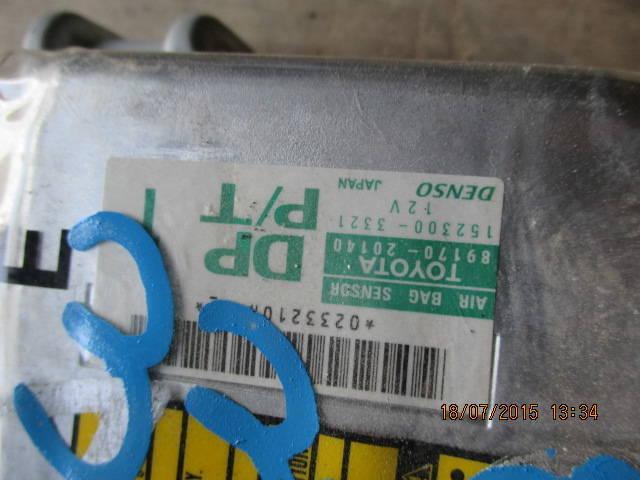 AIR BAG SENSOR
TOYOTA
89170-20140
152300-3321
12V
DENSO JAPAN
DP
P/T
E
18/07/2015 13:34